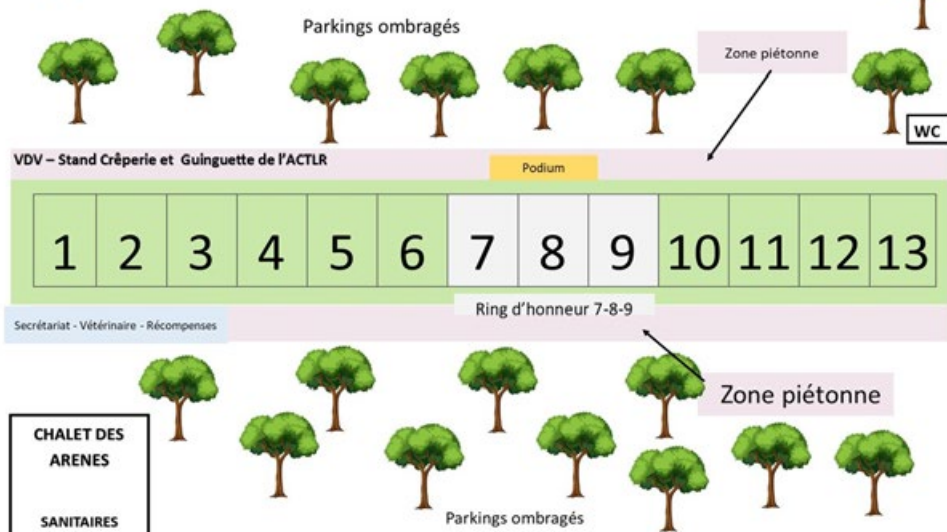 Parkings ombragés
Zone piétonne
WC
VDV – Stand Crêperie et Guinguette de l'ACTLR
Podium
1 2 3 4 5 6 7 8 9 10 11 12 13
Ring d'honneur 7-8-9
Secrétariat - Vétérinaire - Récompenses
Zone piétonne
CHALET DES
ARENES
SANITAIRES
Parkings ombragés